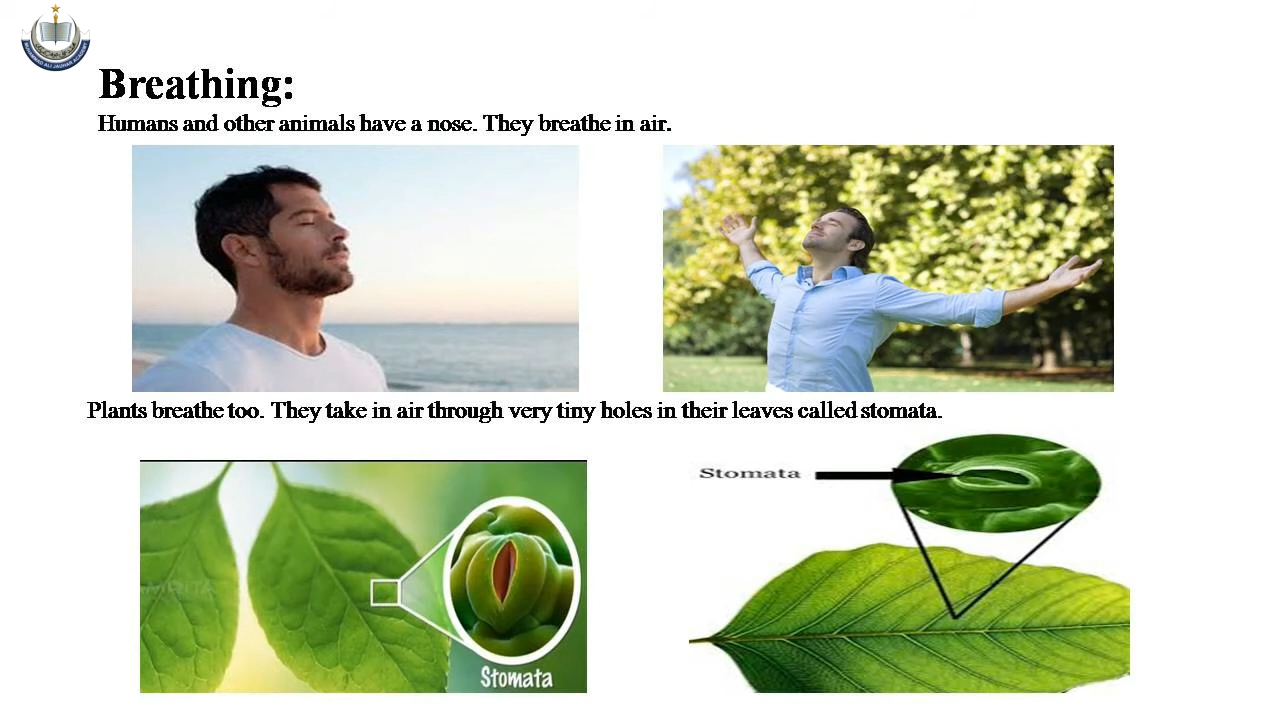 Breathing:
Humans and other animals have a nose. They breathe in air.
Plants breathe too. They take in air through very tiny holes in their leaves called stomata.
Stomata
Stomata